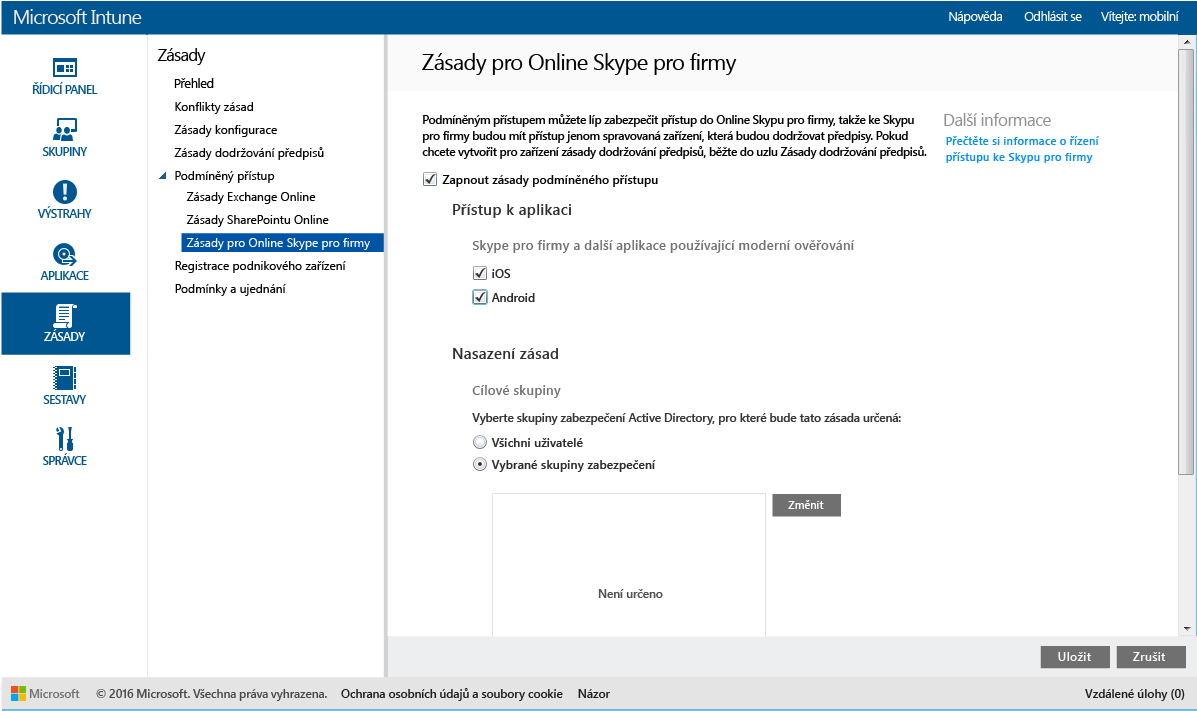 Microsoft Intune
Nápověda Odhlásit se Vítejte: mobilní
ŘÍDICÍ PANEL
SKUPINY
VÝSTRAHY
APLIKACE
ZÁSADY
SESTAVY
SPRÁVCE
Zásady
Přehled
Konflikty zásad
Zásady konfigurace
Zásady dodržování předpisů
Podmíněný přístup
Zásady Exchange Online
Zásady SharePointu Online
Zásady pro Online Skype pro firmy
Registrace podnikového zařízení
Podmínky a ujednání
Zásady pro Online Skype pro firmy
Podmíněným přístupem můžete líp zabezpečit přístup do Online Skypu pro firmy, takže ke Skypu
pro firmy budou mít přístup jenom spravovaná zařízení, která budou dodržovat předpisy. Pokud
chcete vytvořit pro zařízení zásady dodržování předpisů, běžte do uzlu Zásady dodržování předpisů.
Další informace
Přečtěte si informace o řízení
přístupu ke Skypu pro firmy
Zapnout zásady podmíněného přístupu
Přístup k aplikaci
Skype pro firmy a další aplikace používající moderní ověřování
iOS
Android
Nasazení zásad
Cílové skupiny
Vyberte skupiny zabezpečení Active Directory, pro které bude tato zásada určená:
Všichni uživatelé
Vybrané skupiny zabezpečení
Změnit
Není určeno
Uložit Zrušit
Microsoft © 2016 Microsoft. Všechna práva vyhrazena. Ochrana osobních údajů a soubory cookie Názor Vzdálené úlohy (0)